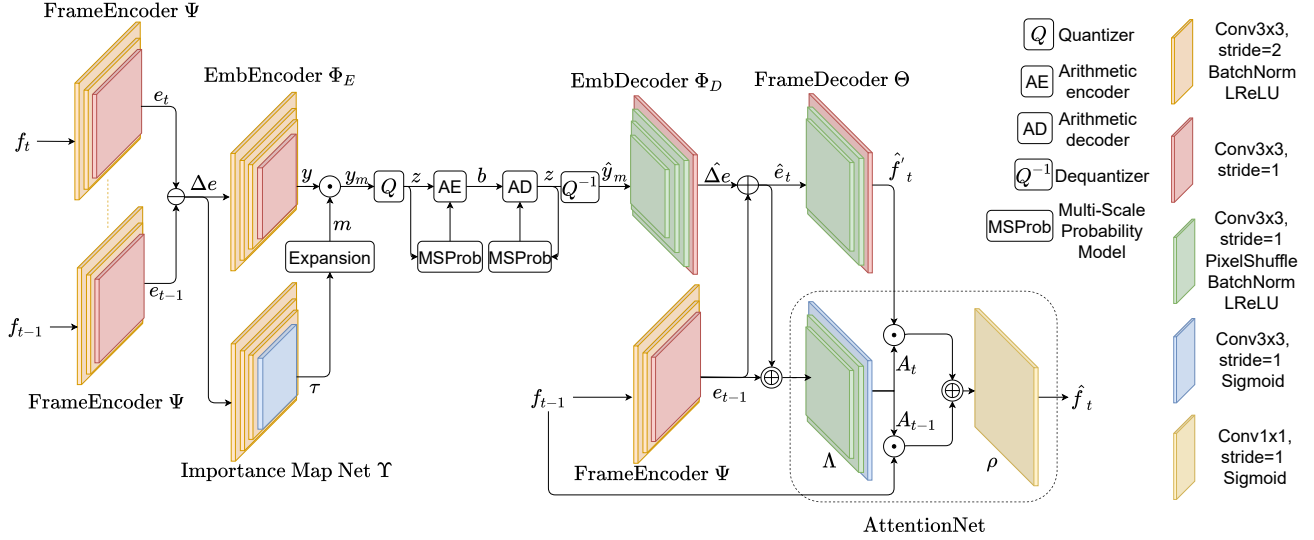 FrameEncoder Ψ
f_t
e_t
f_{t−1}
e_{t−1}
FrameEncoder Ψ
Δe
EmbEncoder Φ_E
y
y_m
m
Expansion
τ
Importance Map Net ϒ
Q
z
AE
b
AD
z
Q^{−1}
ŷ_m
MSProb
MSProb
EmbDecoder Φ_D
Δ̂e
ê_t
FrameDecoder Θ
f̂'_t
f_{t−1}
e_{t−1}
FrameEncoder Ψ
Λ
A_t
A_{t−1}
ρ
f̂_t
AttentionNet
Q Quantizer
AE Arithmetic
encoder
AD Arithmetic
decoder
Q^{−1} Dequantizer
MSProb Multi-Scale
Probability
Model
Conv3x3,
stride=2
BatchNorm
LReLU
Conv3x3,
stride=1
Conv3x3,
stride=1
PixelShuffle
BatchNorm
LReLU
Conv3x3,
stride=1
Sigmoid
Conv1x1,
stride=1
Sigmoid